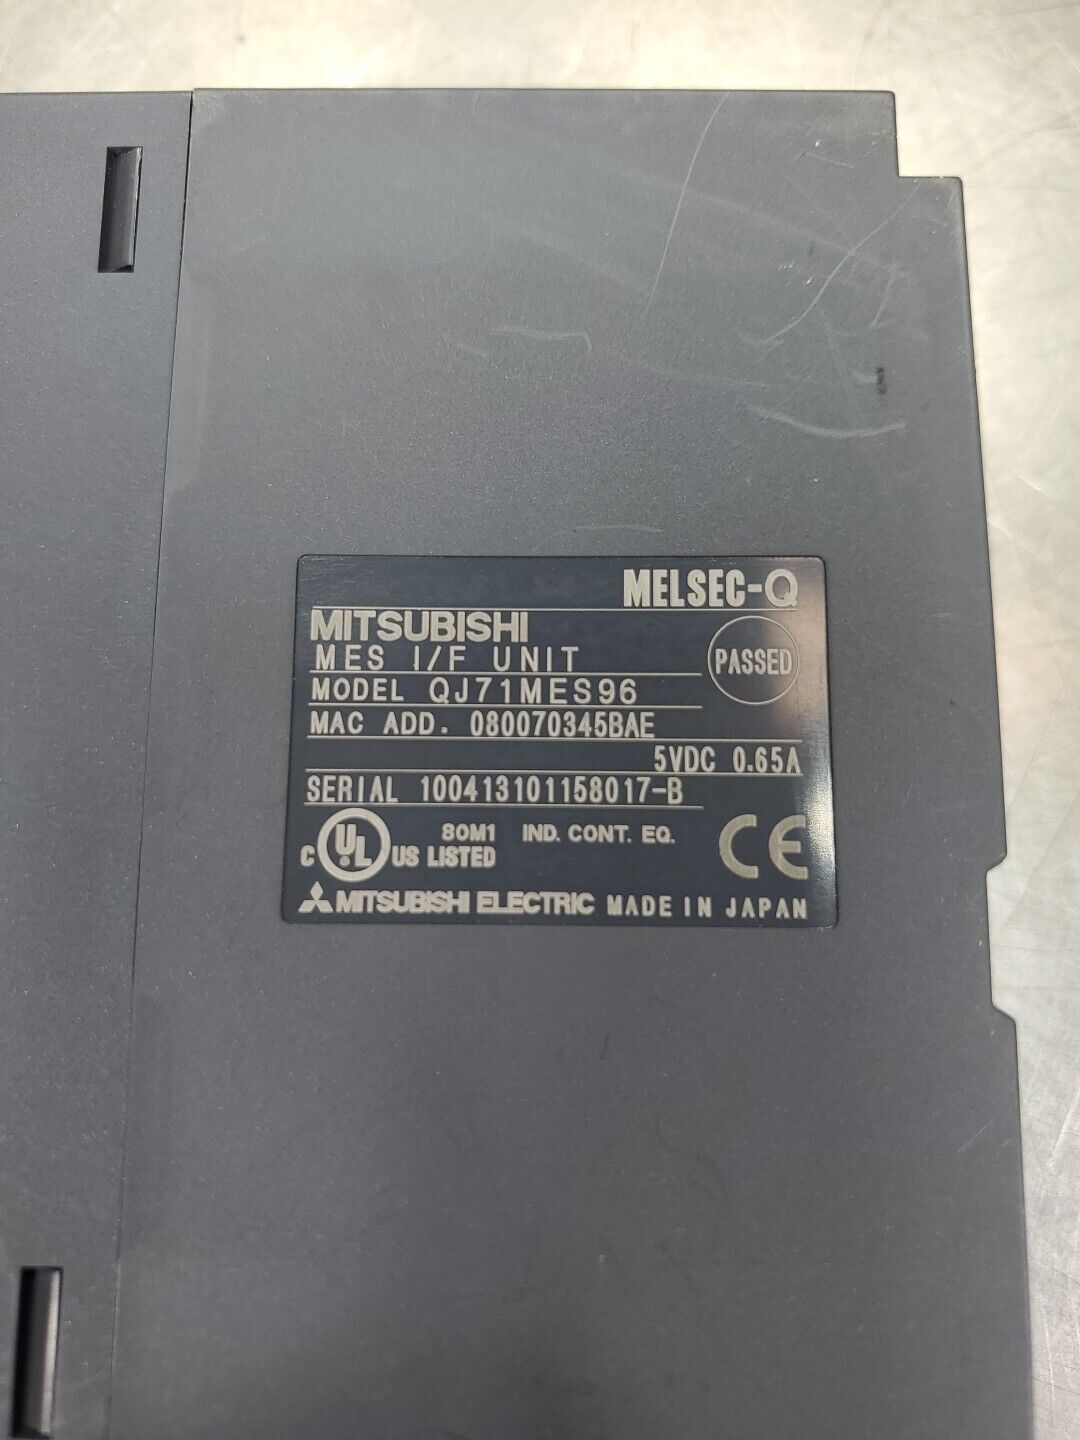 MELSEC-Q
MITSUBISHI
MES I/F UNIT
PASSED
MODEL QJ71MES96
MAC ADD. 080070345BAE
5VDC 0.65A
SERIAL 100413101158017-B
C UL US LISTED 80M1 IND. CONT. EQ.
CE
MITSUBISHI ELECTRIC MADE IN JAPAN